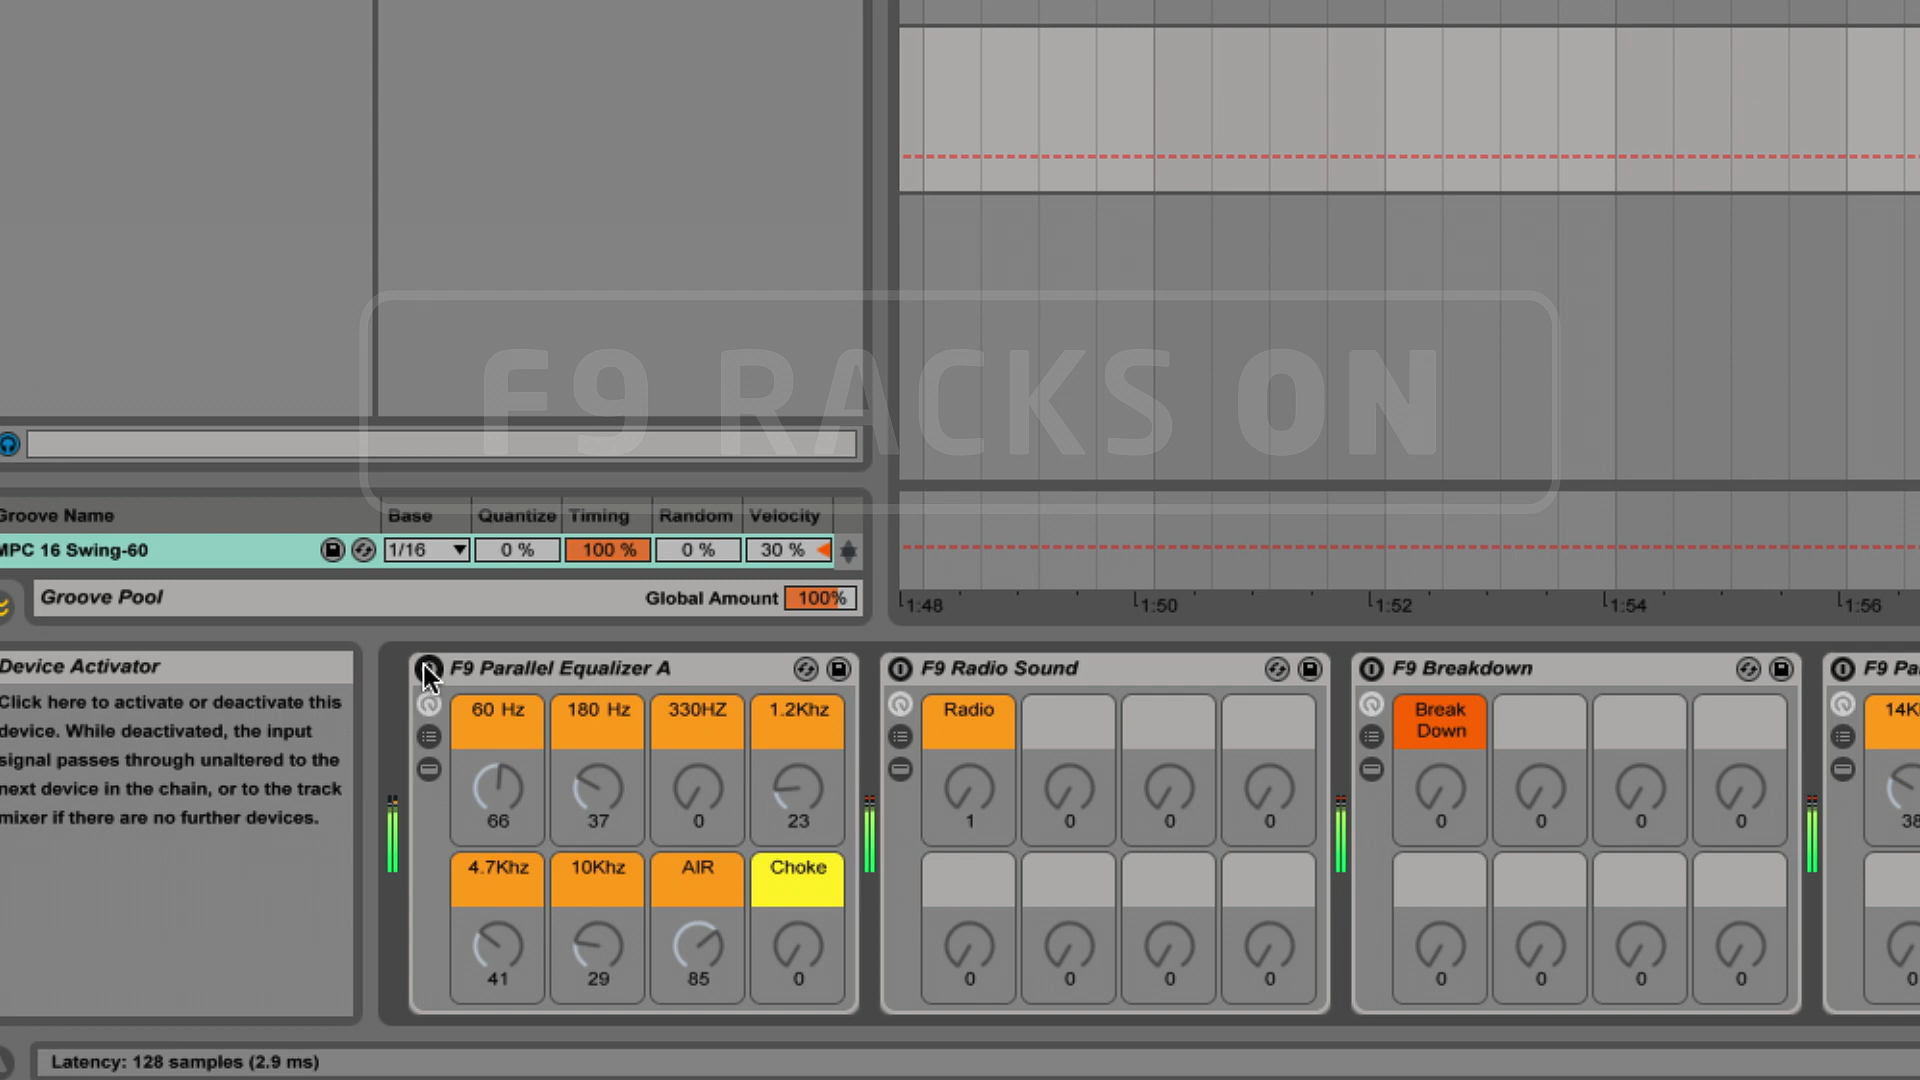 F9 RACKS ON
Groove Name Base Quantize Timing Random Velocity
MPC 16 Swing-60 1/16 0 % 100 % 0 % 30 %
Groove Pool Global Amount 100%
1:48 1:50 1:52 1:54 1:56
Device Activator
Click here to activate or deactivate this
device. While deactivated, the input
signal passes through unaltered to the
next device in the chain, or to the track
mixer if there are no further devices.
F9 Parallel Equalizer A
60 Hz 180 Hz 330HZ 1.2Khz
66 37 0 23
4.7Khz 10Khz AIR Choke
41 29 85 0
F9 Radio Sound
Radio
1 0 0 0
0 0 0 0
F9 Breakdown
Break
Down
0 0 0 0
0 0 0 0
F9 Pa
14K
38
0
Latency: 128 samples (2.9 ms)